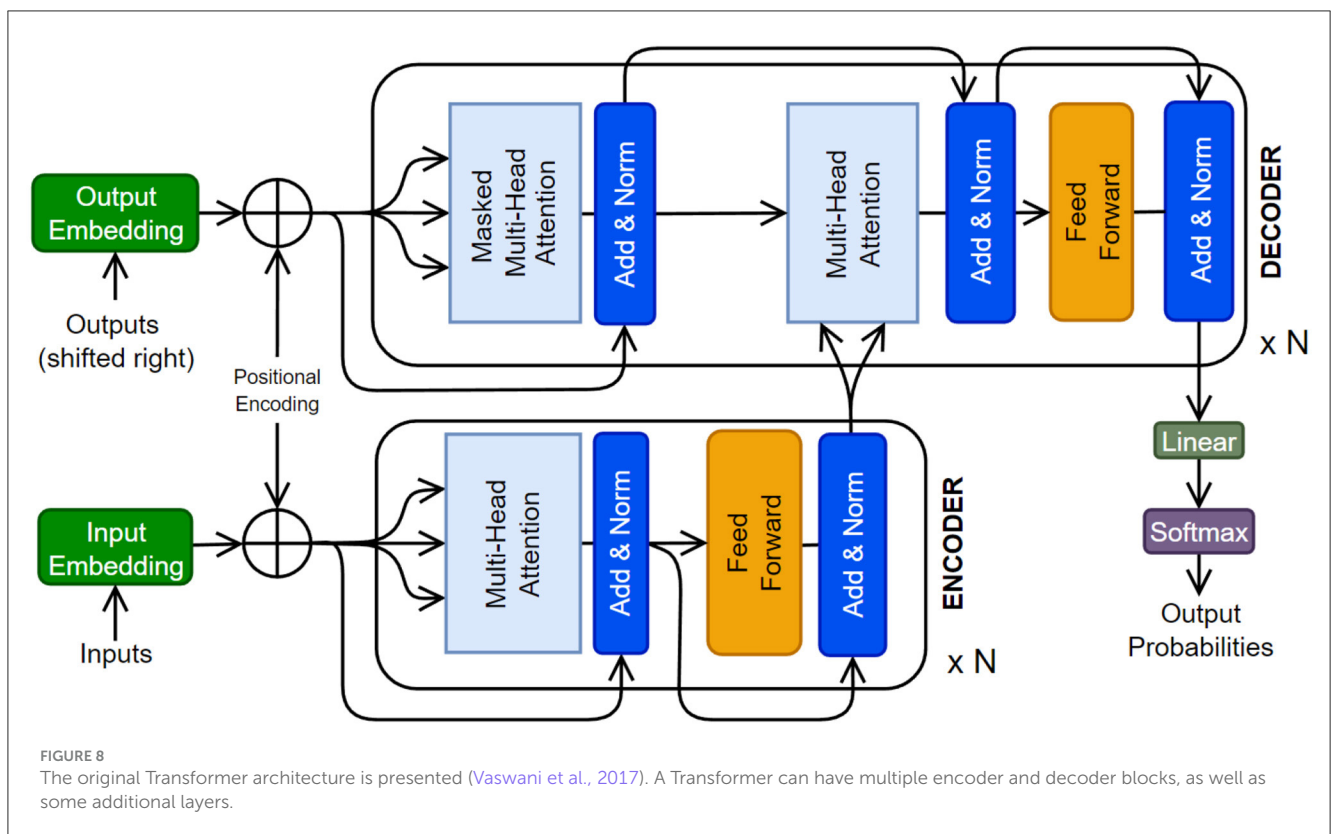 Output
Embedding
Outputs
(shifted right)
Masked
Multi-Head
Attention
Add & Norm
Multi-Head
Attention
Add & Norm
Feed
Forward
Add & Norm
DECODER
x N
Positional
Encoding
Input
Embedding
Inputs
Multi-Head
Attention
Add & Norm
Feed
Forward
Add & Norm
ENCODER
x N
Linear
Softmax
Output
Probabilities
FIGURE 8
The original Transformer architecture is presented (Vaswani et al., 2017). A Transformer can have multiple encoder and decoder blocks, as well as
some additional layers.